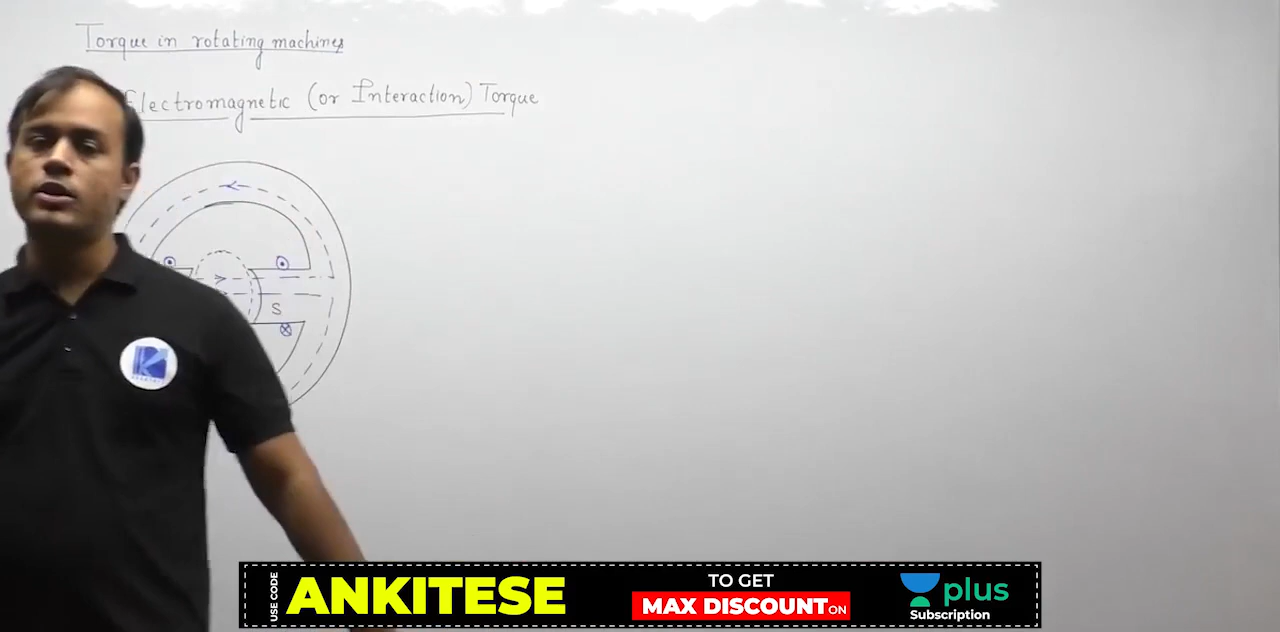 Torque in rotating machines
Electromagnetic (or Interaction) Torque
S
USE CODE
ANKITESE
TO GET
MAX DISCOUNT ON
plus
Subscription